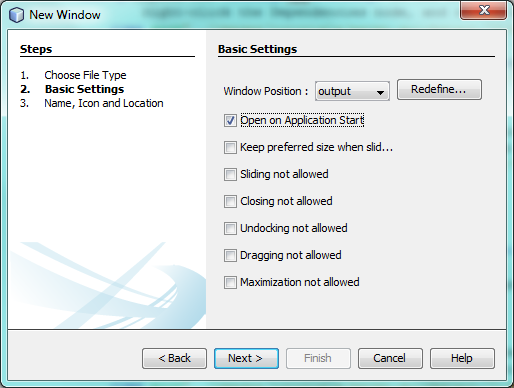 New Window
Steps
1. Choose File Type
2. Basic Settings
3. Name, Icon and Location
Basic Settings
Window Position : output Redefine...
Open on Application Start
Keep preferred size when slid...
Sliding not allowed
Closing not allowed
Undocking not allowed
Dragging not allowed
Maximization not allowed
< Back Next > Finish Cancel Help